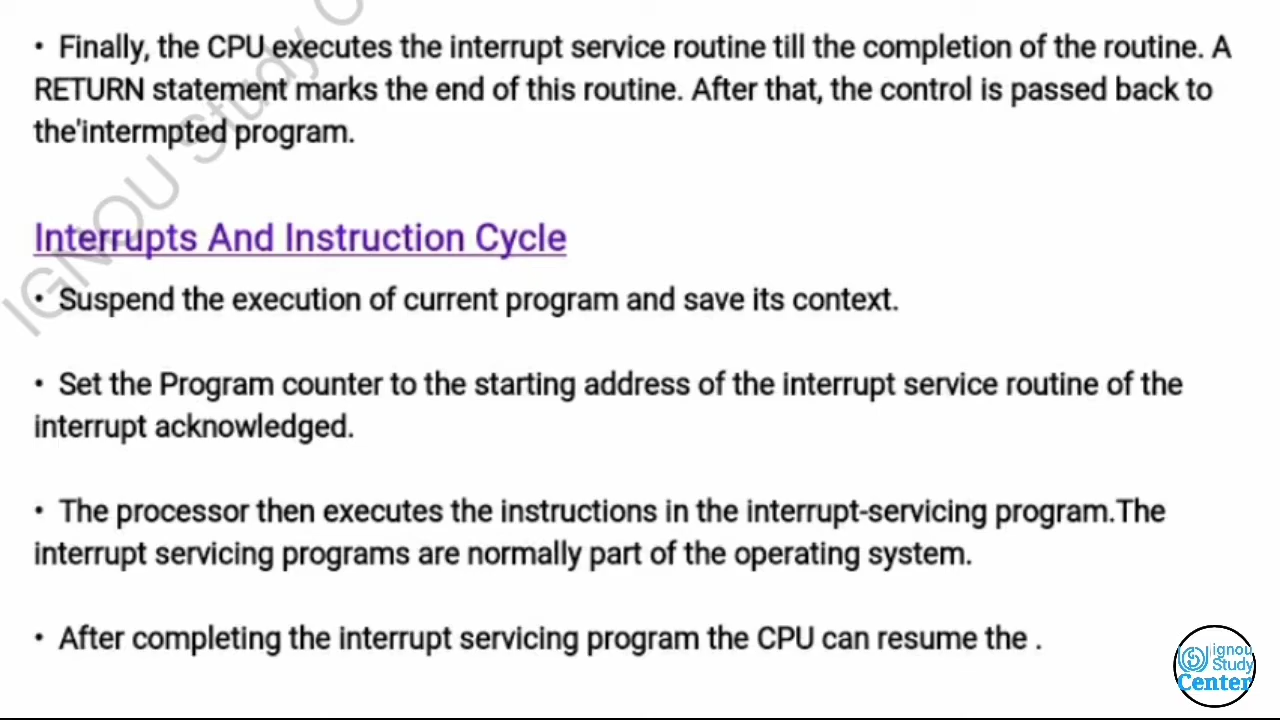 • Finally, the CPU executes the interrupt service routine till the completion of the routine. A
RETURN statement marks the end of this routine. After that, the control is passed back to
the'intermpted program.
Interrupts And Instruction Cycle
• Suspend the execution of current program and save its context.
• Set the Program counter to the starting address of the interrupt service routine of the
interrupt acknowledged.
• The processor then executes the instructions in the interrupt-servicing program.The
interrupt servicing programs are normally part of the operating system.
• After completing the interrupt servicing program the CPU can resume the .
IGNOU Study
ignou
Study
Center